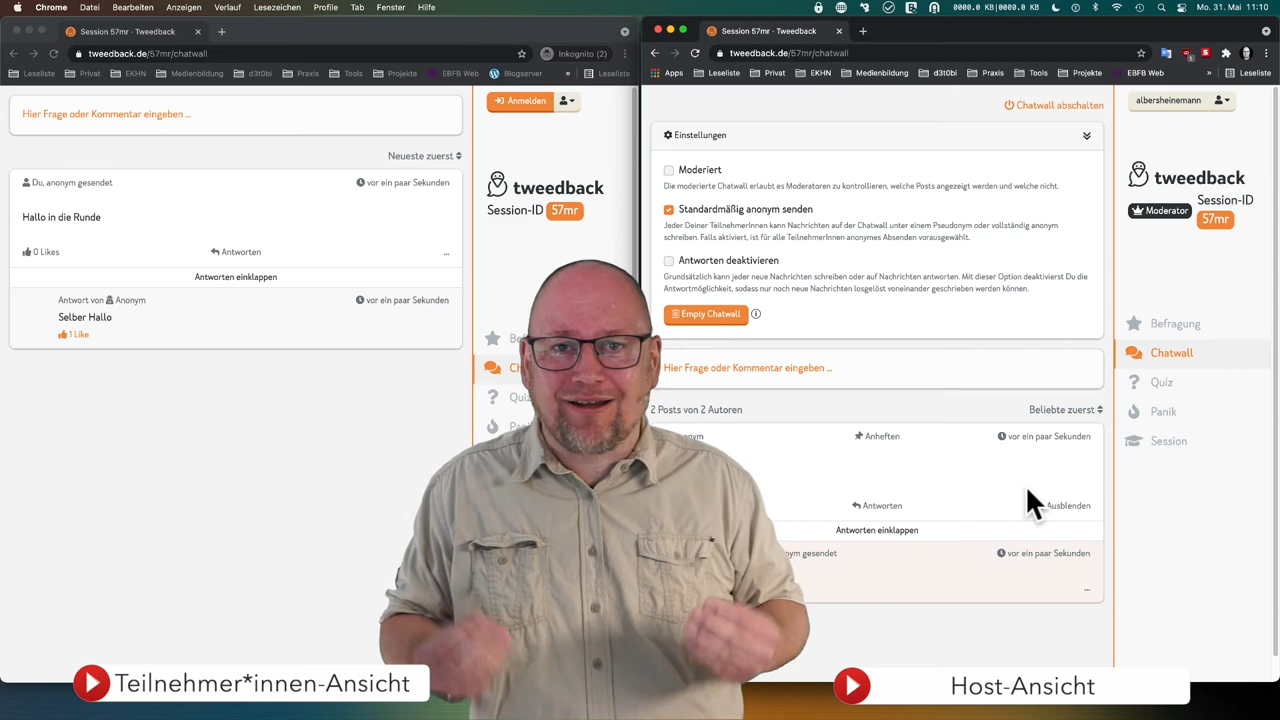 Chrome Datei Bearbeiten Anzeigen Verlauf Lesezeichen Profile Tab Fenster Hilfe
0000.0 KB 0000.0 KB
Mo. 31. Mai 11:10
Session 57mr · Tweedback
tweedback.de/57mr/chatwall
Inkognito (2)
Leseliste Privat EKHN Medienbildung d3t0bi Praxis Tools Projekte EBFB Web Blogserver » Leseliste
Hier Frage oder Kommentar eingeben ...
Neueste zuerst
Du, anonym gesendet
vor ein paar Sekunden
Hallo in die Runde
0 Likes
Antworten
...
Antworten einklappen
Antwort von Anonym
vor ein paar Sekunden
Selber Hallo
1 Like
Anmelden
tweedback
Session-ID 57mr
Quiz
Teilnehmer*innen-Ansicht
Session 57mr · Tweedback
tweedback.de/57mr/chatwall
Apps Leseliste Privat EKHN Medienbildung d3t0bi Praxis Tools Projekte EBFB Web » Leseliste
Chatwall abschalten
Einstellungen
Moderiert
Die moderierte Chatwall erlaubt es Moderatoren zu kontrollieren, welche Posts angezeigt werden und welche nicht.
Standardmäßig anonym senden
Jeder Deiner TeilnehmerInnen kann Nachrichten auf der Chatwall unter einem Pseudonym oder vollständig anonym
schreiben. Falls aktiviert, ist für alle TeilnehmerInnen anonymes Absenden vorausgewählt.
Antworten deaktivieren
Grundsätzlich kann jeder neue Nachrichten schreiben oder auf Nachrichten antworten. Mit dieser Option deaktivierst Du die
Antwortmöglichkeit, sodass nur noch neue Nachrichten losgelöst voneinander geschrieben werden können.
Empty Chatwall
Hier Frage oder Kommentar eingeben ...
2 Posts von 2 Autoren
Beliebte zuerst
Anheften
vor ein paar Sekunden
Antworten
Ausblenden
Antworten einklappen
gesendet
vor ein paar Sekunden
...
albersheinemann
tweedback
Moderator
Session-ID
57mr
Befragung
Chatwall
Quiz
Panik
Session
Host-Ansicht